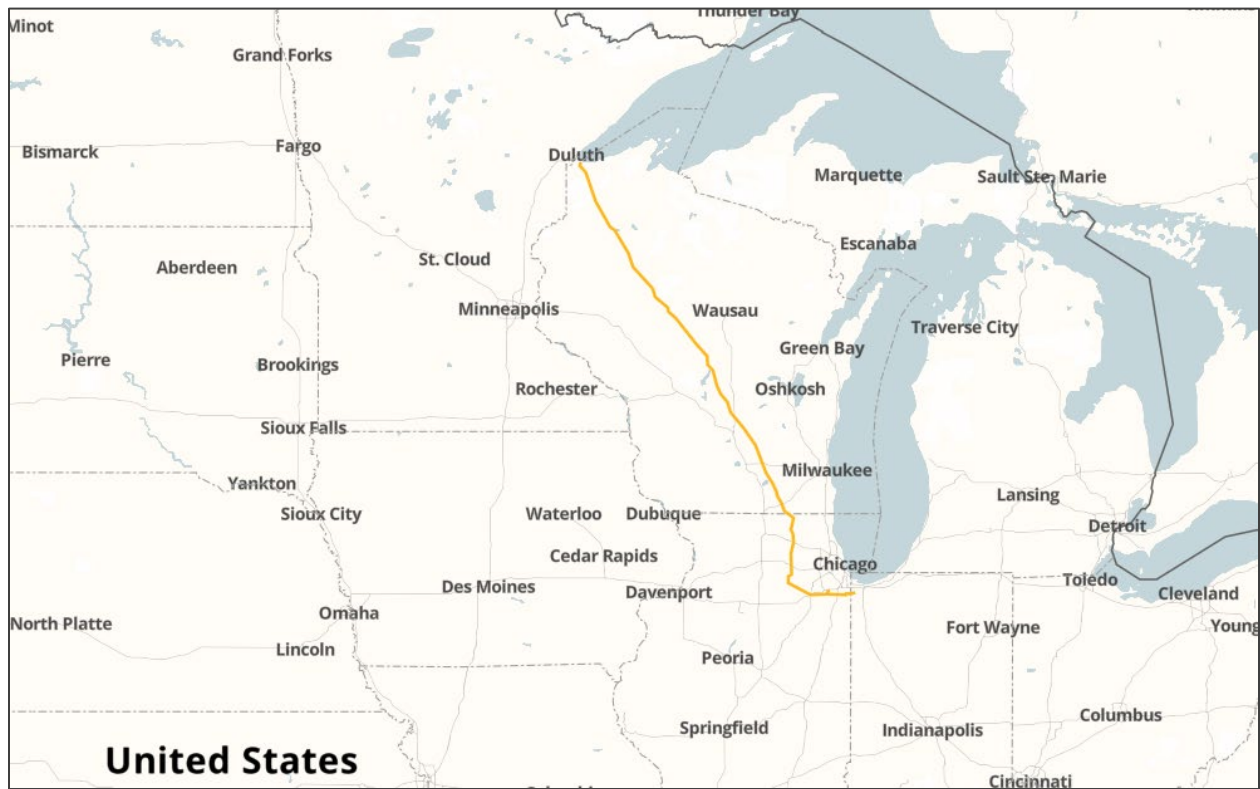 Thunder Bay
Minot
Grand Forks
Fargo
Bismarck
Duluth
Marquette
Sault Ste, Marie
Escanaba
St. Cloud
Aberdeen
Minneapolis
Wausau
Traverse City
Green Bay
Pierre
Brookings
Rochester
Oshkosh
Sioux Falls
Milwaukee
Yankton
Lansing
Sioux City
Waterloo
Dubuque
Detroit
Cedar Rapids
Chicago
Toledo
Des Moines
Davenport
Cleveland
Omaha
North Platte
Fort Wayne
Young
Lincoln
Peoria
Columbus
Springfield
Indianapolis
United States
Cincinnati